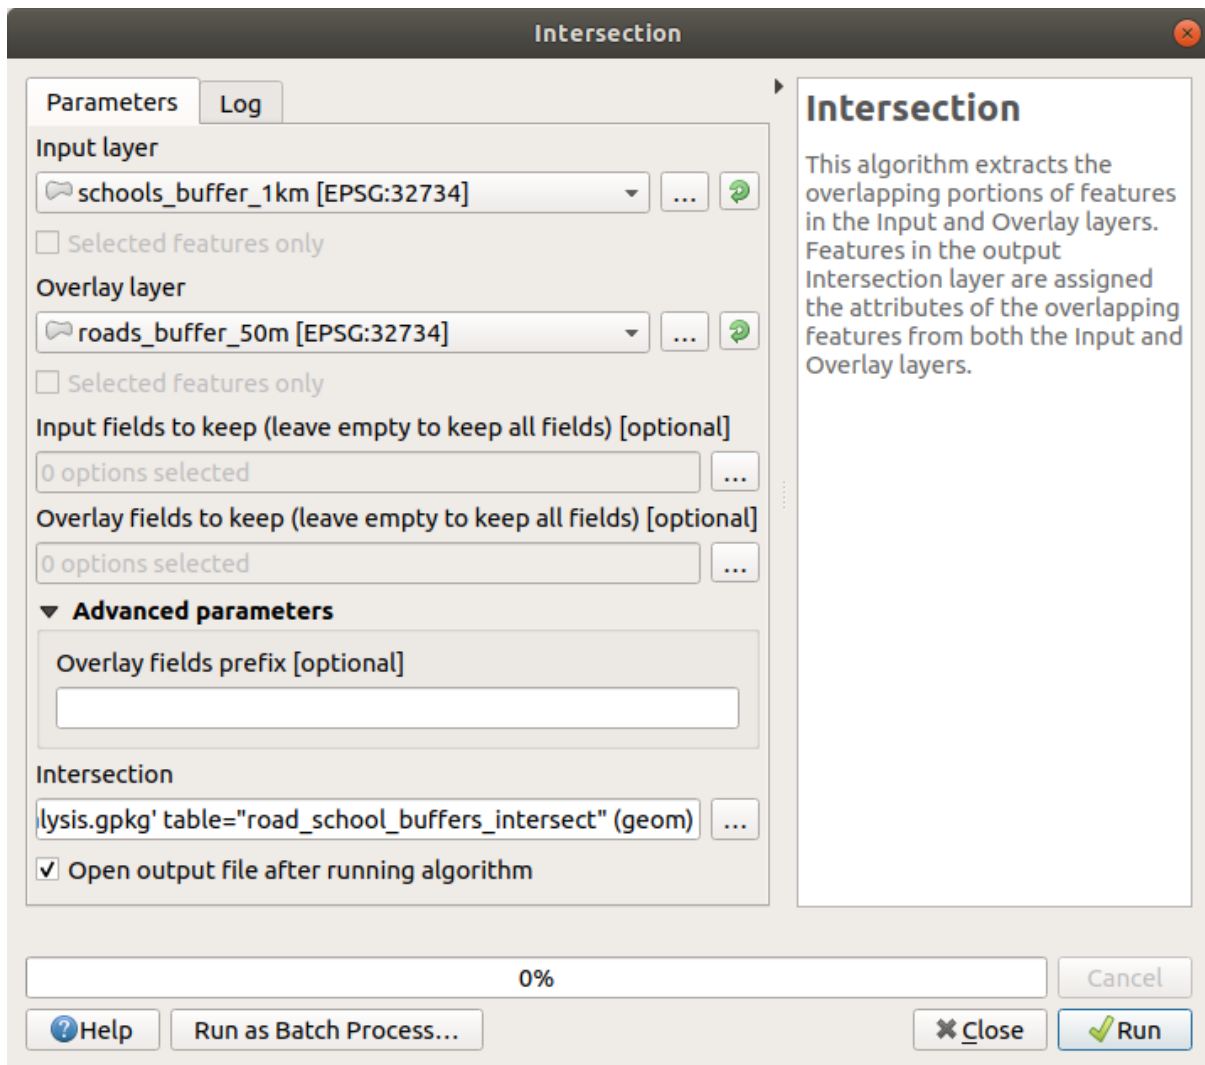 Intersection
Parameters
Log
Input layer
schools_buffer_1km [EPSG:32734]
...
Selected features only
Overlay layer
roads_buffer_50m [EPSG:32734]
...
Selected features only
Input fields to keep (leave empty to keep all fields) [optional]
0 options selected
...
Overlay fields to keep (leave empty to keep all fields) [optional]
0 options selected
...
Advanced parameters
Overlay fields prefix [optional]
Intersection
lysis.gpkg' table="road_school_buffers_intersect" (geom)
...
Open output file after running algorithm
Intersection
This algorithm extracts the
overlapping portions of features
in the Input and Overlay layers.
Features in the output
Intersection layer are assigned
the attributes of the overlapping
features from both the Input and
Overlay layers.
0%
Cancel
Help
Run as Batch Process...
Close
Run